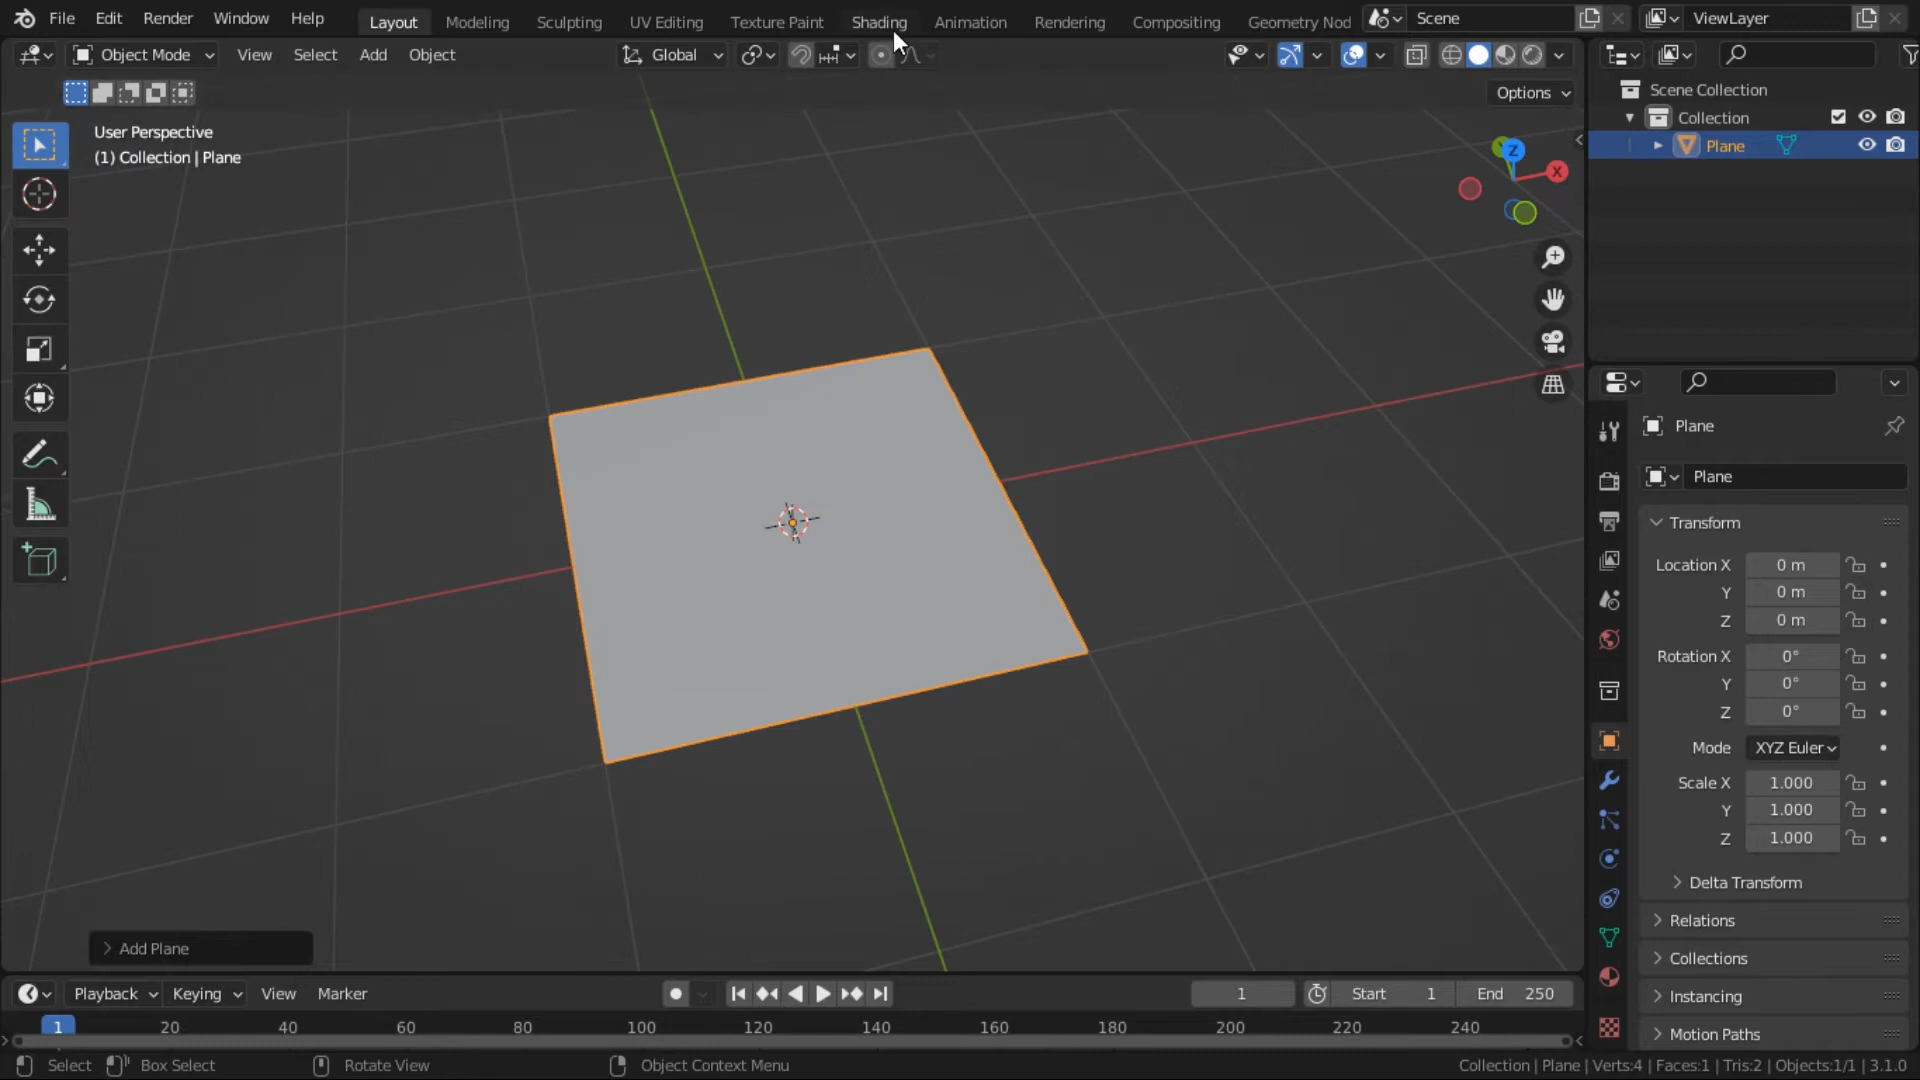 File Edit Render Window Help Layout Modeling Sculpting UV Editing Texture Paint Shading Animation Rendering Compositing Geometry Nod Scene ViewLayer
Object Mode View Select Add Object Global
Options
User Perspective
(1) Collection | Plane
Z
X
Scene Collection
Collection
Plane
Plane
Plane
Transform
Location X 0 m
Y 0 m
Z 0 m
Rotation X 0°
Y 0°
Z 0°
Mode XYZ Euler
Scale X 1.000
Y 1.000
Z 1.000
Delta Transform
Relations
Collections
Instancing
Motion Paths
Add Plane
Playback Keying View Marker 1 Start 1 End 250
1 20 40 60 80 100 120 140 160 180 200 220 240
Select Box Select Rotate View Object Context Menu Collection | Plane | Verts:4 | Faces:1 | Tris:2 | Objects:1/1 | 3.1.0